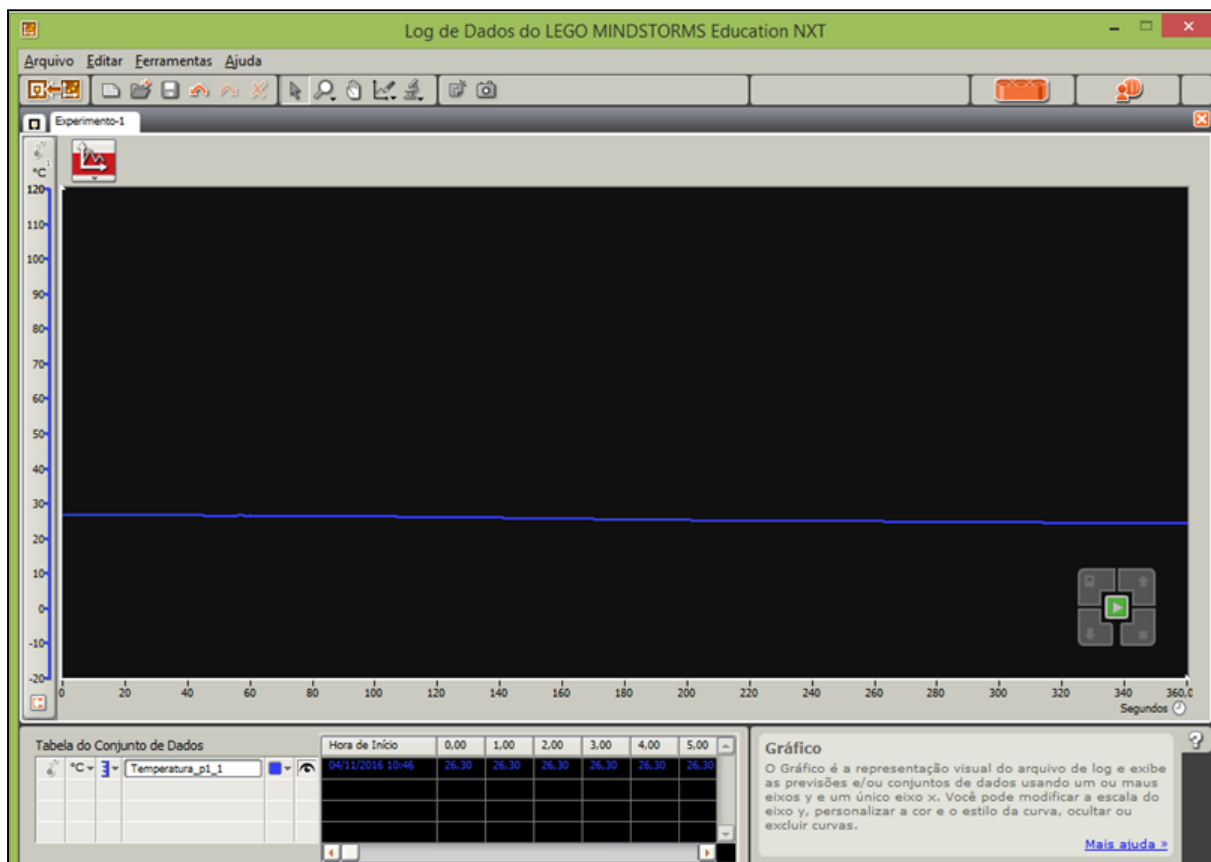 Log de Dados do LEGO MINDSTORMS Education NXT
Arquivo Editar Ferramentas Ajuda
Experimento-1
1
°C
120
110
100
90
80
70
60
50
40
30
20
10
0
-10
-20
0 20 40 60 80 100 120 140 160 180 200 220 240 260 280 300 320 340 360,0
Segundos
Tabela do Conjunto de Dados
Hora de Início 0,00 1,00 2,00 3,00 4,00 5,00
°C Temperatura_p1_1 04/11/2016 10:46 26,30 26,30 26,30 26,30 26,30 26,30
Gráfico
O Gráfico é a representação visual do arquivo de log e exibe
as previsões e/ou conjuntos de dados usando um ou maus
eixos y e um único eixo x. Você pode modificar a escala do
eixo y, personalizar a cor e o estilo da curva, ocultar ou
excluir curvas.
Mais ajuda »
?